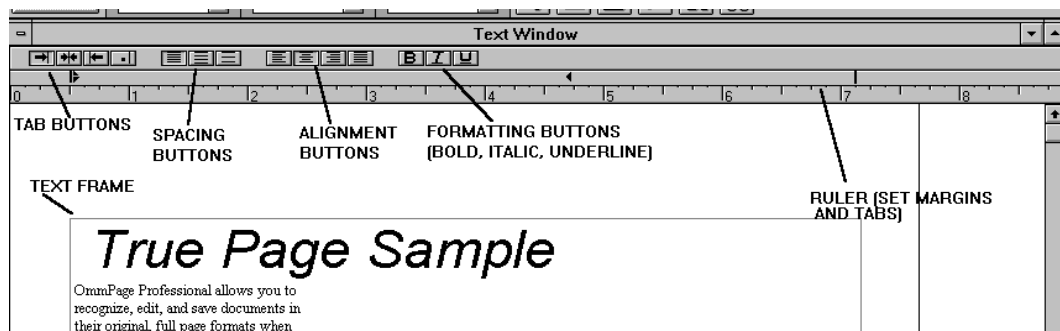 Text Window
B I U
0 1 2 3 4 5 6 7 8
TAB BUTTONS
SPACING
BUTTONS
ALIGNMENT
BUTTONS
FORMATTING BUTTONS
(BOLD, ITALIC, UNDERLINE)
TEXT FRAME
RULER (SET MARGINS
AND TABS)
True Page Sample
OmmPage Professional allows you to
recognize, edit, and save documents in
their original, full page formats when